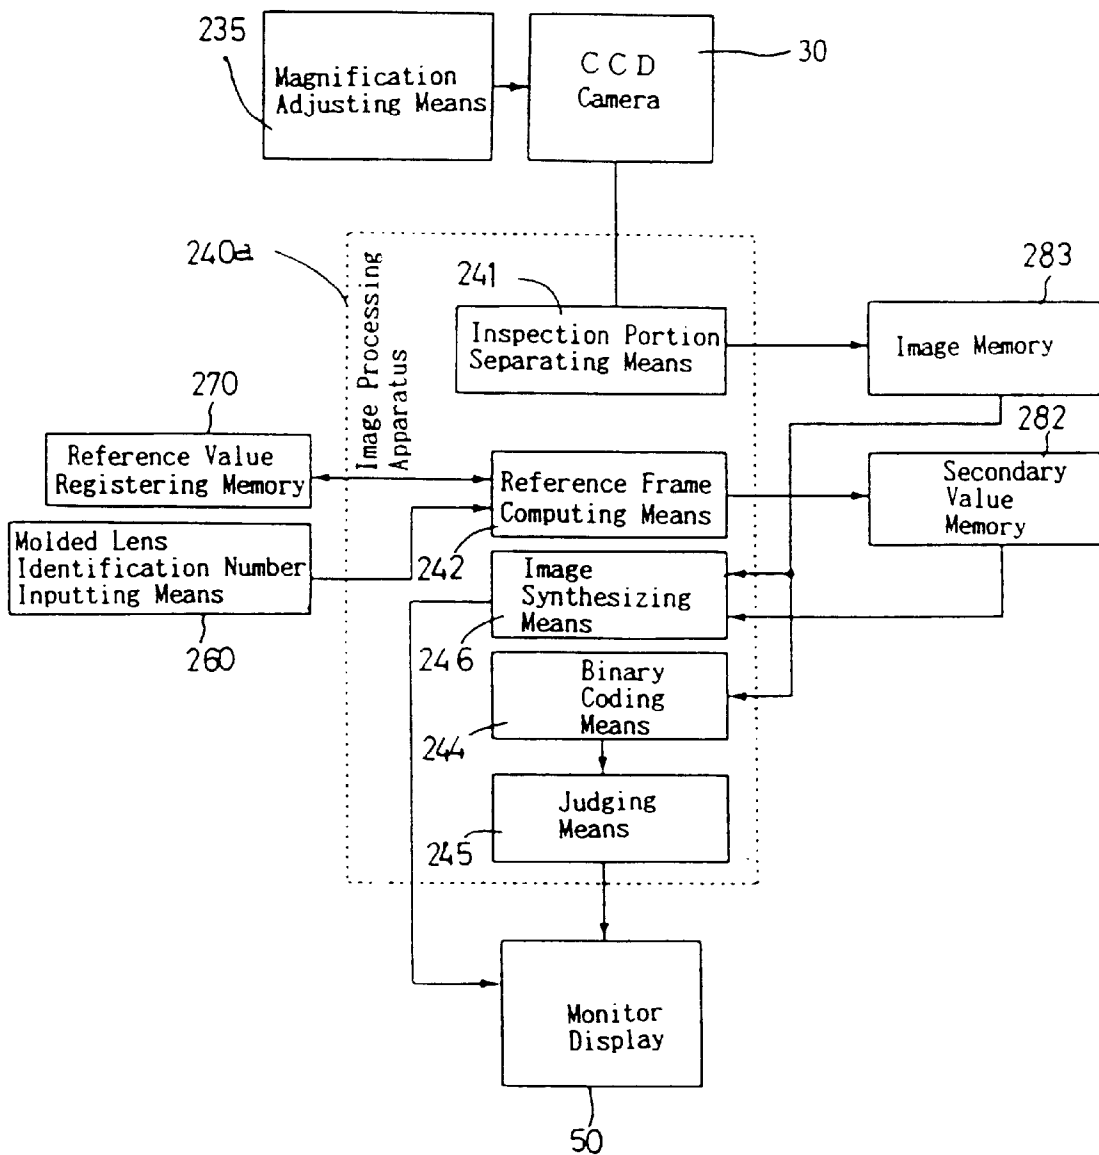 235
Magnification
Adjusting Means
CCD
Camera
30
240a
Image Processing
Apparatus
241
Inspection Portion
Separating Means
283
Image Memory
270
Reference Value
Registering Memory
Reference Frame
Computing Means
242
282
Secondary
Value
Memory
Molded Lens
Identification Number
Inputting Means
260
Image
Synthesizing
Means
246
Binary
Coding
Means
244
Judging
Means
245
Monitor
Display
50